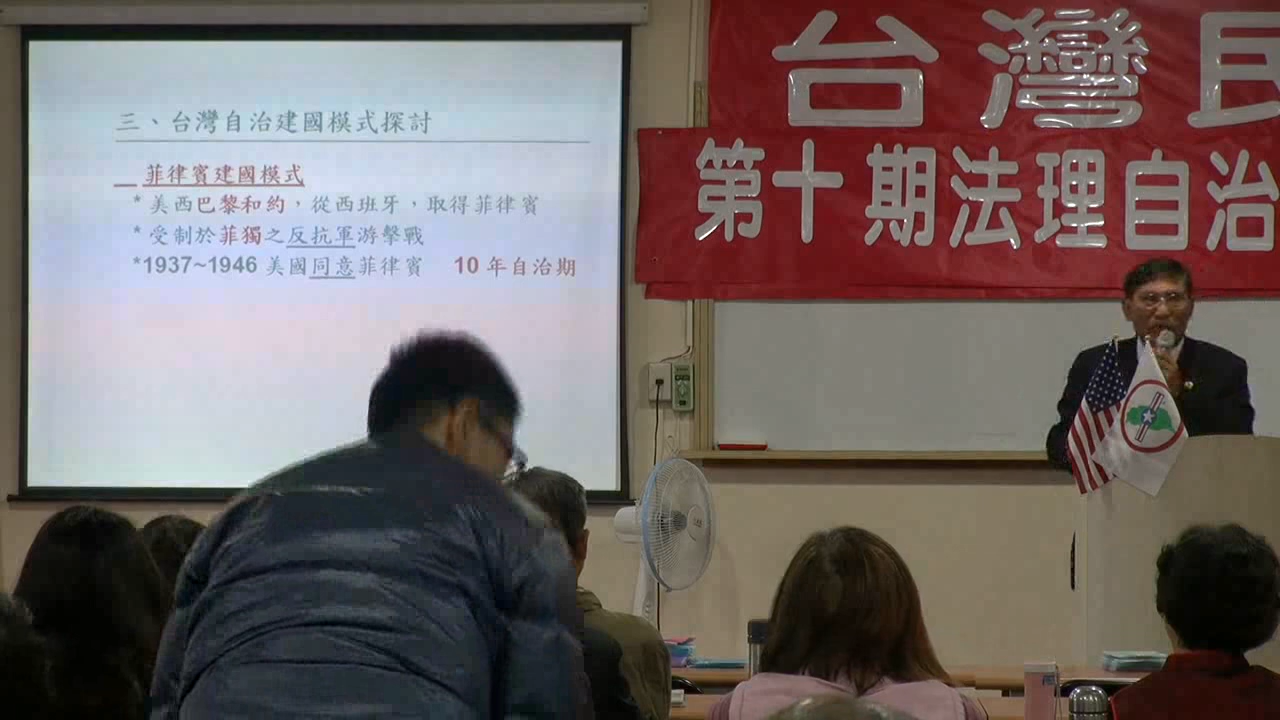 三、台灣自治建國模式探討
菲律賓建國模式
* 美西巴黎和約，從西班牙，取得菲律賓
* 受制於菲獨之反抗軍游擊戰
*1937~1946 美國同意菲律賓 10 年自治期
台灣民
第十期法理自治